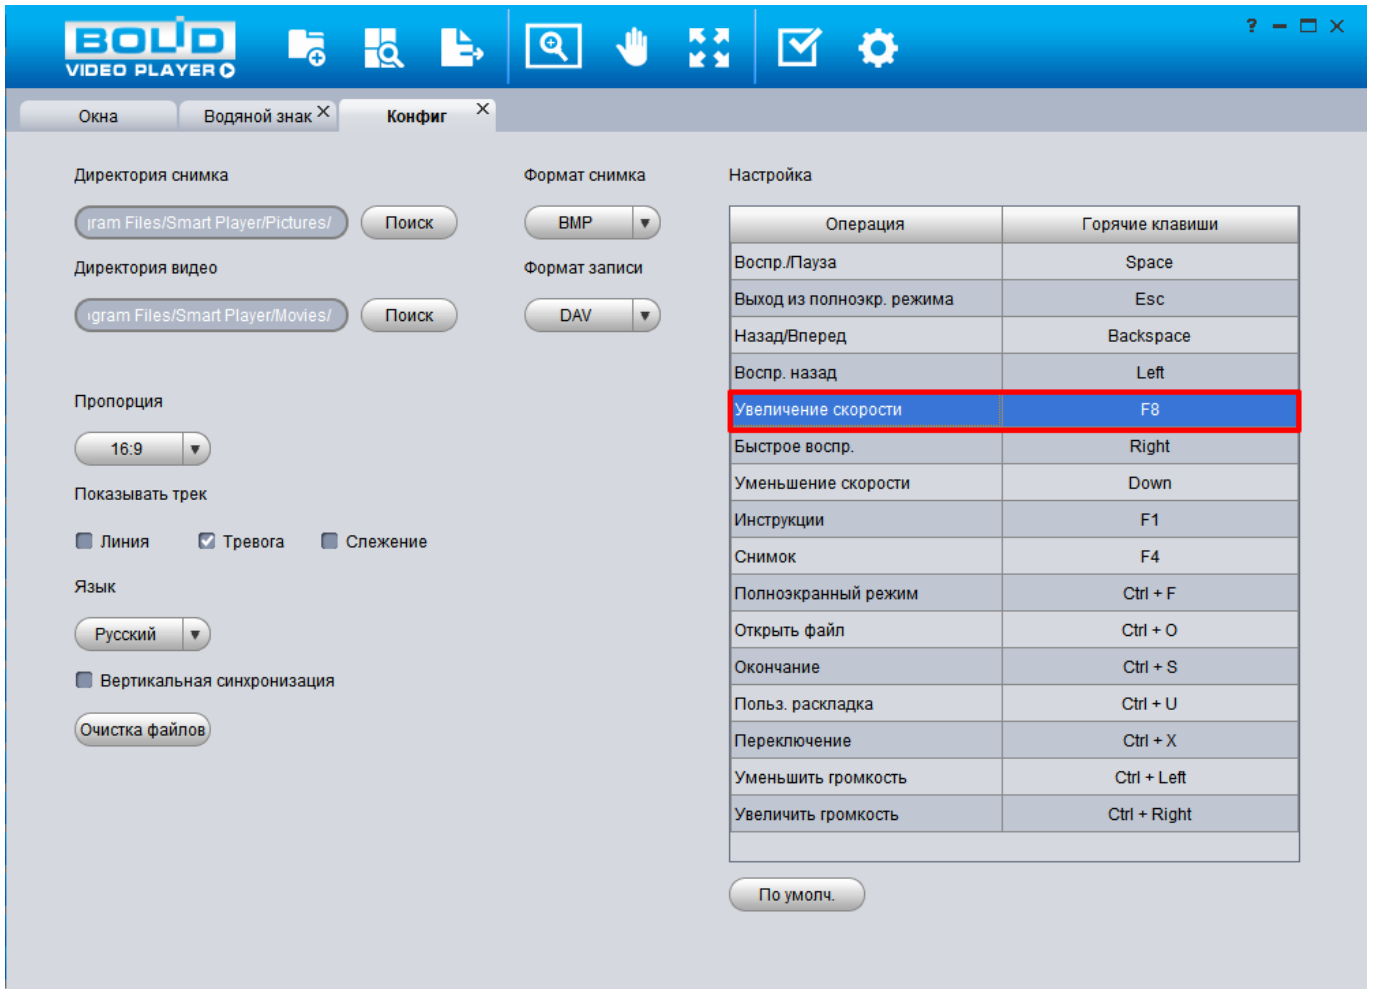 BOLID
VIDEO PLAYER
?
Окна
Водяной знак
Конфиг
Директория снимка
Формат снимка
Настройка
ram Files/Smart Player/Pictures/
Поиск
BMP
Операция
Горячие клавиши
Воспр./Пауза
Space
Директория видео
Формат записи
Выход из полноэкр. режима
Esc
gram Files/Smart Player/Movies/
Поиск
DAV
Назад/Вперед
Backspace
Воспр. назад
Left
Пропорция
Увеличение скорости
F8
16:9
Быстрое воспр.
Right
Показывать трек
Уменьшение скорости
Down
Линия
Тревога
Слежение
Инструкции
F1
Снимок
F4
Язык
Полноэкранный режим
Ctrl + F
Русский
Открыть файл
Ctrl + O
Вертикальная синхронизация
Окончание
Ctrl + S
Очистка файлов
Польз. раскладка
Ctrl + U
Переключение
Ctrl + X
Уменьшить громкость
Ctrl + Left
Увеличить громкость
Ctrl + Right
По умолч.